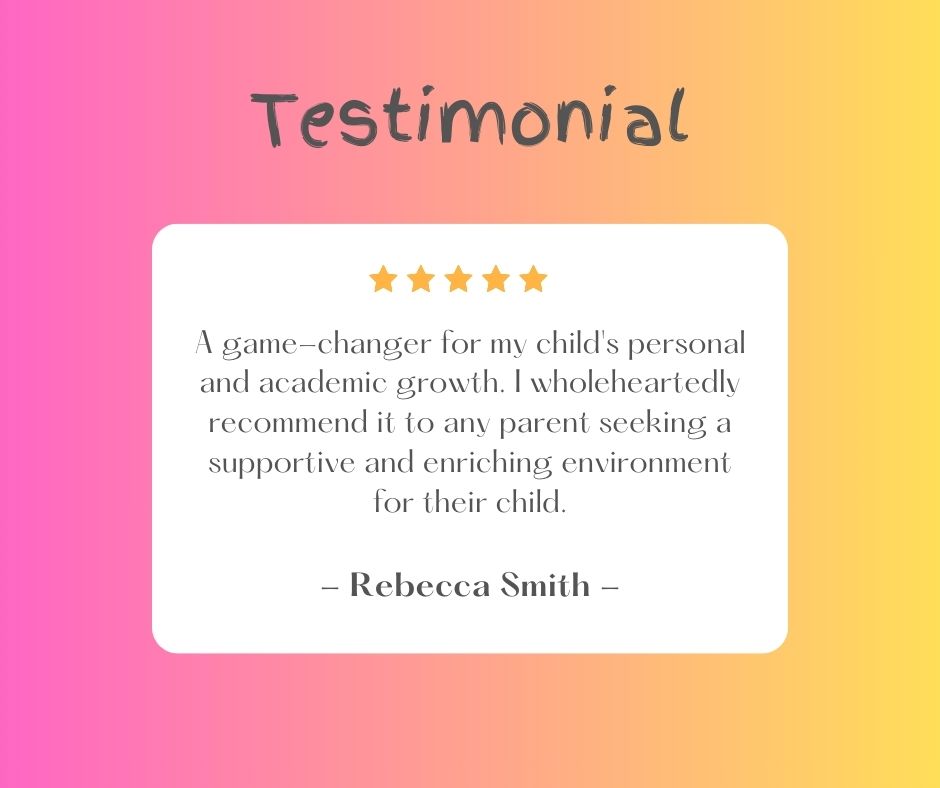 Testimonial
A game-changer for my child's personal
and academic growth. I wholeheartedly
recommend it to any parent seeking a
supportive and enriching environment
for their child.
– Rebecca Smith –